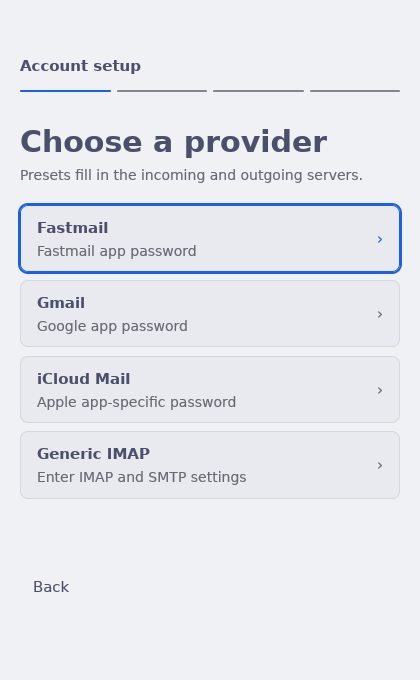 Account setup
Choose a provider
Presets fill in the incoming and outgoing servers.
Fastmail
Fastmail app password
›
Gmail
Google app password
›
iCloud Mail
Apple app-specific password
›
Generic IMAP
Enter IMAP and SMTP settings
›
Back